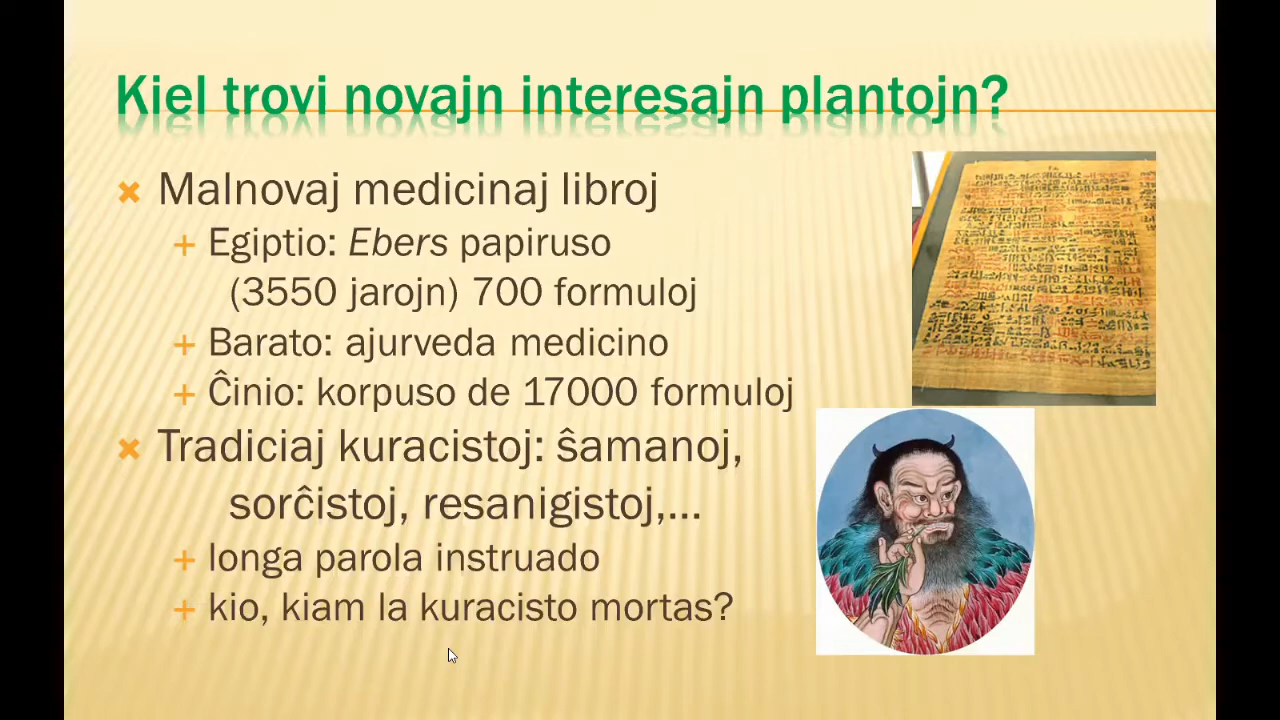 Kiel trovi novajn interesajn plantojn?
Malnovaj medicinaj libroj
Egiptio: Ebers papiruso
(3550 jarojn) 700 formuloj
Barato: ajurveda medicino
Ĉinio: korpuso de 17000 formuloj
Tradiciaj kuracistoj: ŝamanoj,
sorĉistoj, resanigistoj,...
longa parola instruado
kio, kiam la kuracisto mortas?